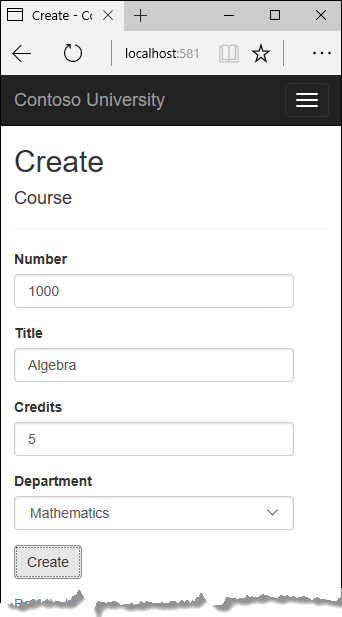 Create - Co
localhost:581
Contoso University
Create
Course
Number
1000
Title
Algebra
Credits
5
Department
Mathematics
Create